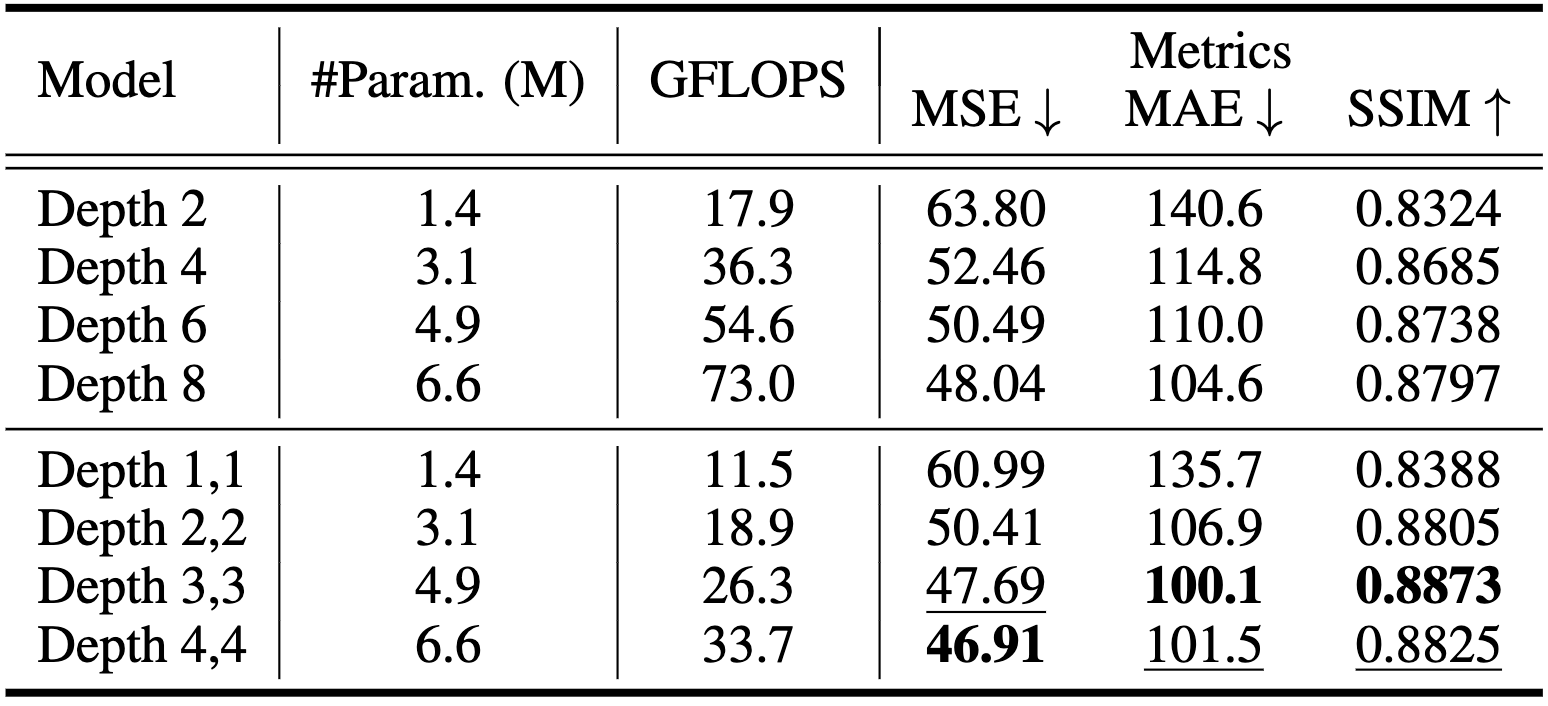 Model #Param. (M) GFLOPS Metrics
MSE ↓ MAE ↓ SSIM ↑
Depth 2 1.4 17.9 63.80 140.6 0.8324
Depth 4 3.1 36.3 52.46 114.8 0.8685
Depth 6 4.9 54.6 50.49 110.0 0.8738
Depth 8 6.6 73.0 48.04 104.6 0.8797
Depth 1,1 1.4 11.5 60.99 135.7 0.8388
Depth 2,2 3.1 18.9 50.41 106.9 0.8805
Depth 3,3 4.9 26.3 47.69 100.1 0.8873
Depth 4,4 6.6 33.7 46.91 101.5 0.8825